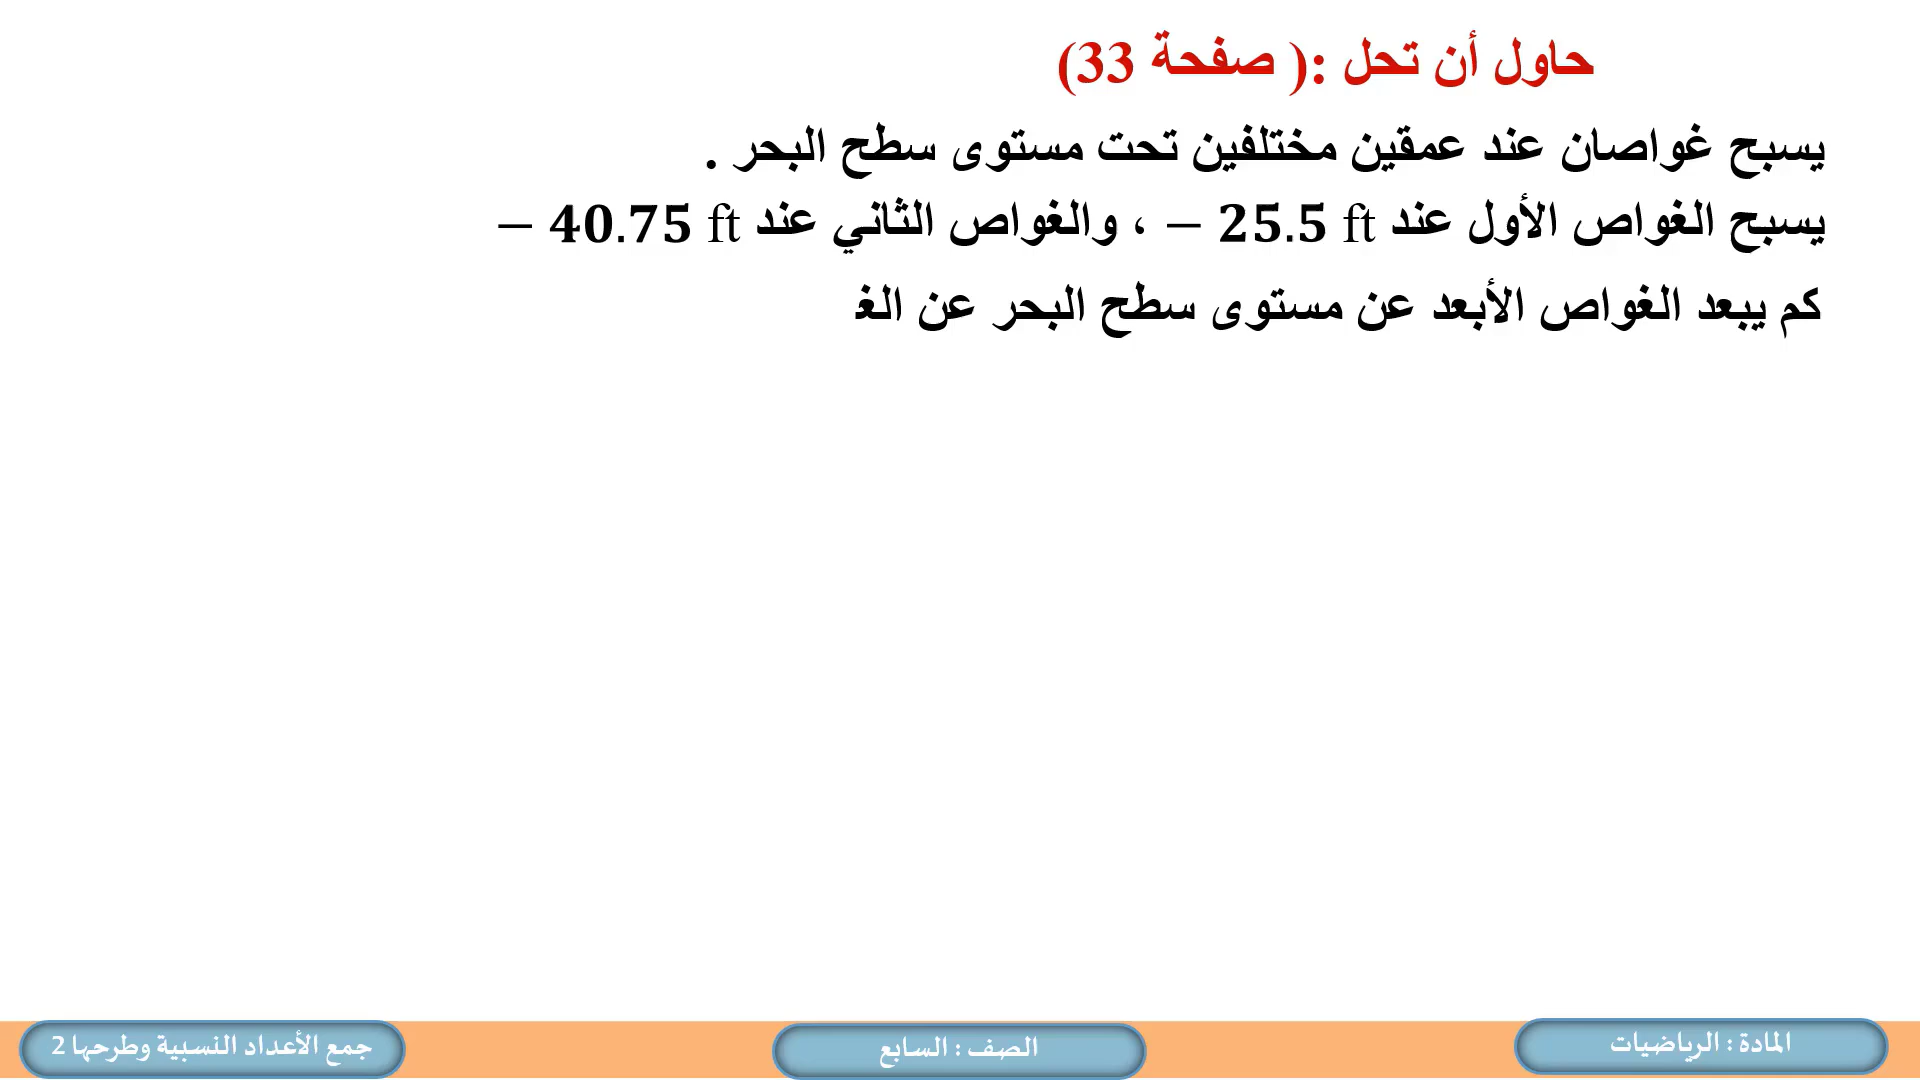 حاول أن تحل :( صفحة 33)
يسبح غواصان عند عمقين مختلفين تحت مستوى سطح البحر .
يسبح الغواص الأول عند − 25.5 ft ، والغواص الثاني عند − 40.75 ft
كم يبعد الغواص الأبعد عن مستوى سطح البحر عن الغ
المادة : الرياضيات
الصف : السابع
جمع الأعداد النسبية وطرحها 2